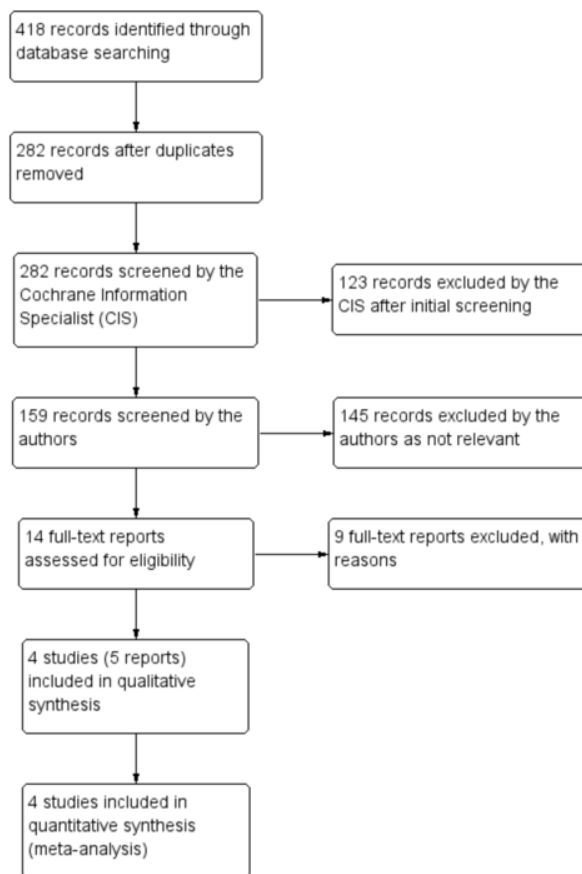 418 records identified through
database searching
282 records after duplicates
removed
282 records screened by the
Cochrane Information
Specialist (CIS)
123 records excluded by the
CIS after initial screening
159 records screened by the
authors
145 records excluded by the
authors as not relevant
14 full-text reports
assessed for eligibility
9 full-text reports excluded, with
reasons
4 studies (5 reports)
included in qualitative
synthesis
4 studies included in
quantitative synthesis
(meta-analysis)